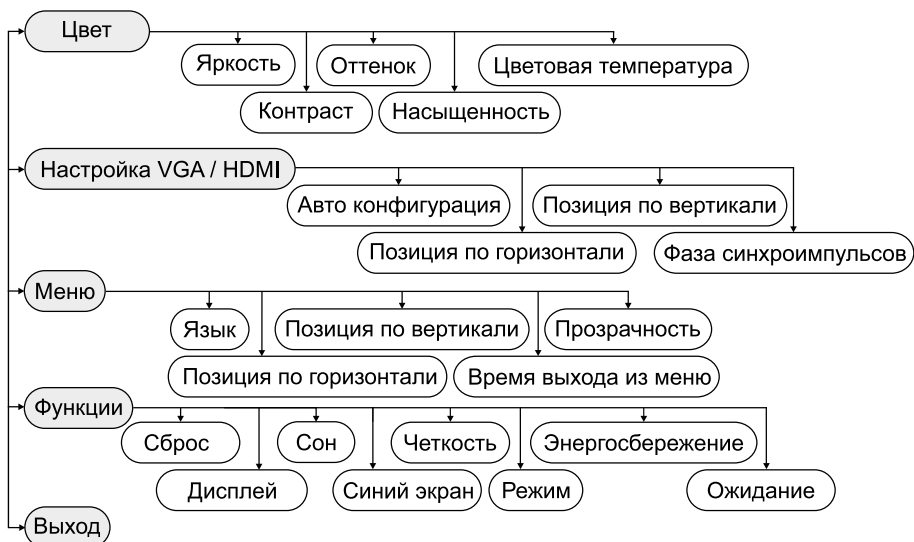 Цвет
Яркость
Оттенок
Цветовая температура
Контраст
Насыщенность
Настройка VGA / HDMI
Авто конфигурация
Позиция по вертикали
Позиция по горизонтали
Фаза синхроимпульсов
Меню
Язык
Позиция по вертикали
Прозрачность
Позиция по горизонтали
Время выхода из меню
Функции
Сброс
Сон
Четкость
Энергосбережение
Дисплей
Синий экран
Режим
Ожидание
Выход